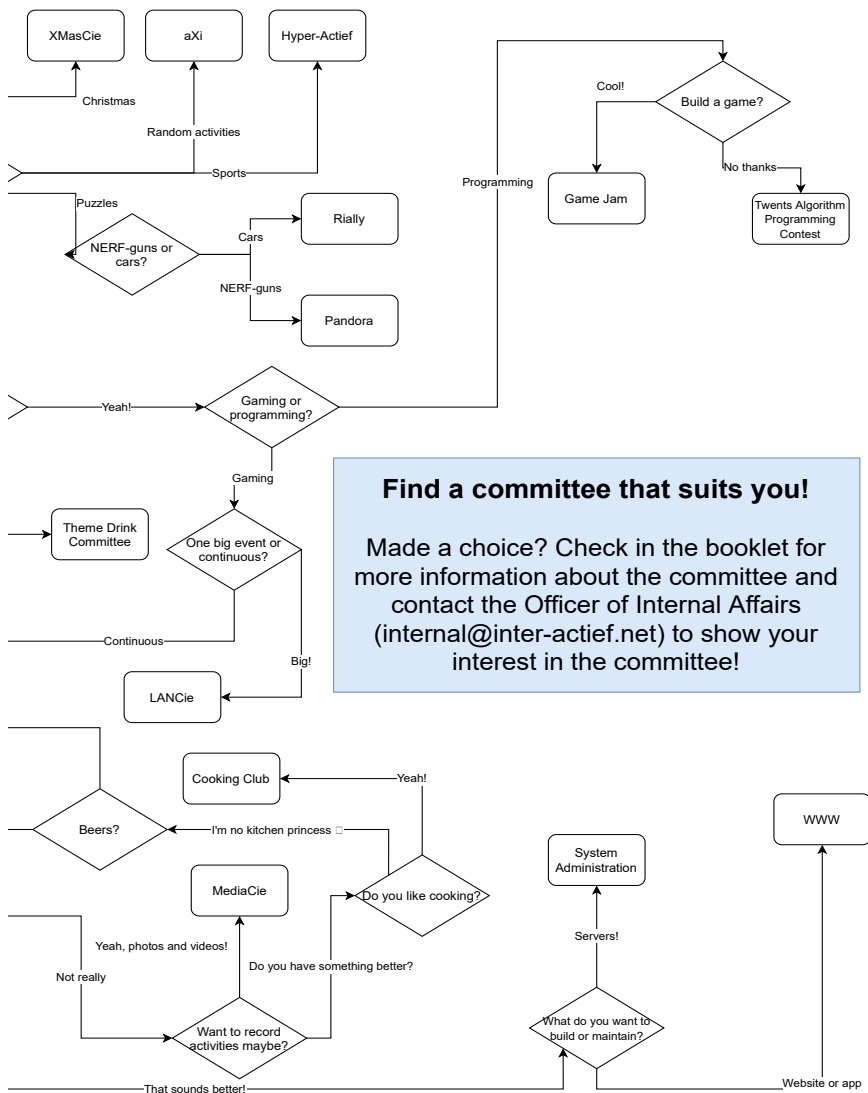 XMasCie
aXi
Hyper-Actief
Christmas
Random activities
Sports
Cool!
Build a game?
No thanks
Programming
Game Jam
Twents Algorithm
Programming
Contest
Puzzles
NERF-guns or
cars?
Cars
Rially
NERF-guns
Pandora
Yeah!
Gaming or
programming?
Gaming
Theme Drink
Committee
One big event or
continuous?
Continuous
Big!
LANCie
Find a committee that suits you!
Made a choice? Check in the booklet for
more information about the committee and
contact the Officer of Internal Affairs
(internal@inter-actief.net) to show your
interest in the committee!
Cooking Club
Yeah!
Beers?
I'm no kitchen princess
Do you like cooking?
MediaCie
Yeah, photos and videos!
Do you have something better?
Not really
Want to record
activities maybe?
System
Administration
WWW
Servers!
What do you want to
build or maintain?
That sounds better!
Website or app